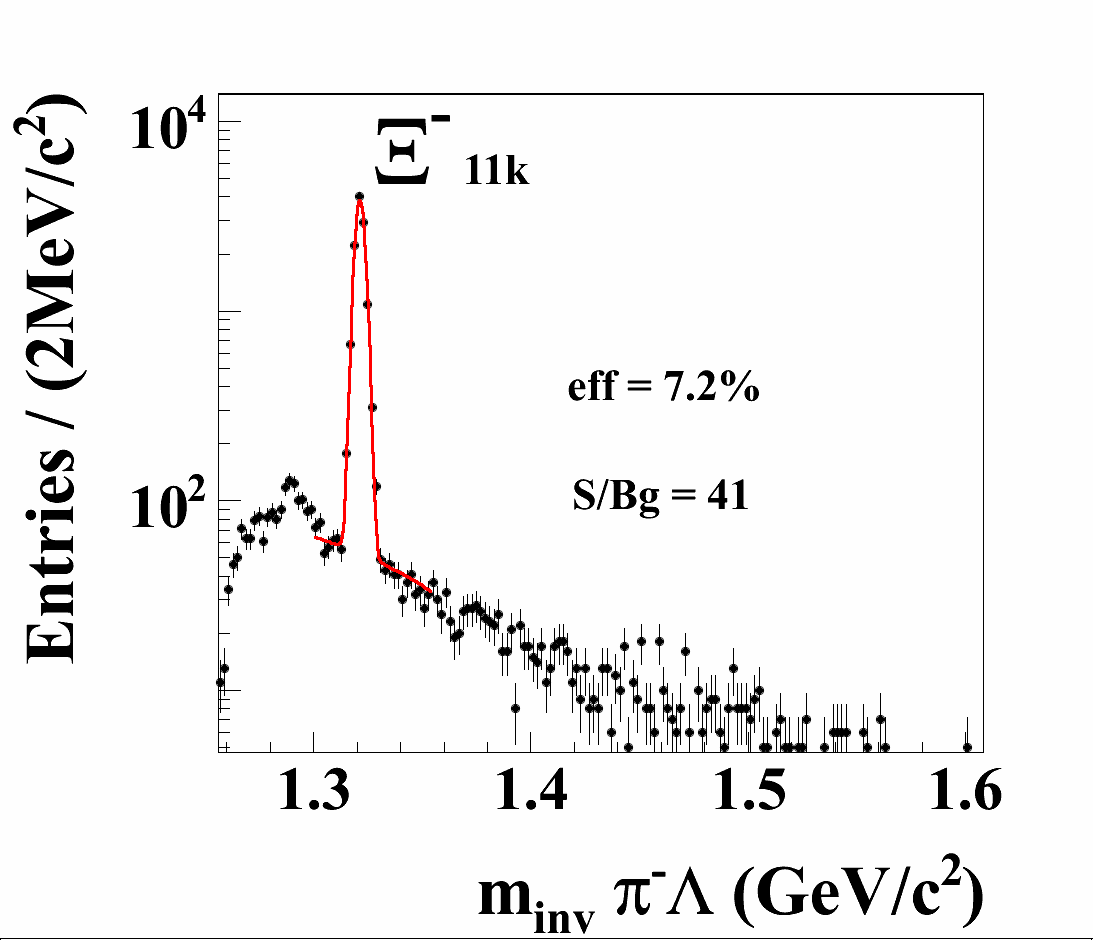 Entries / (2MeV/c²)
10⁴
10²
Ξ⁻ 11k
eff = 7.2%
S/Bg = 41
1.3 1.4 1.5 1.6
m_inv π⁻Λ (GeV/c²)